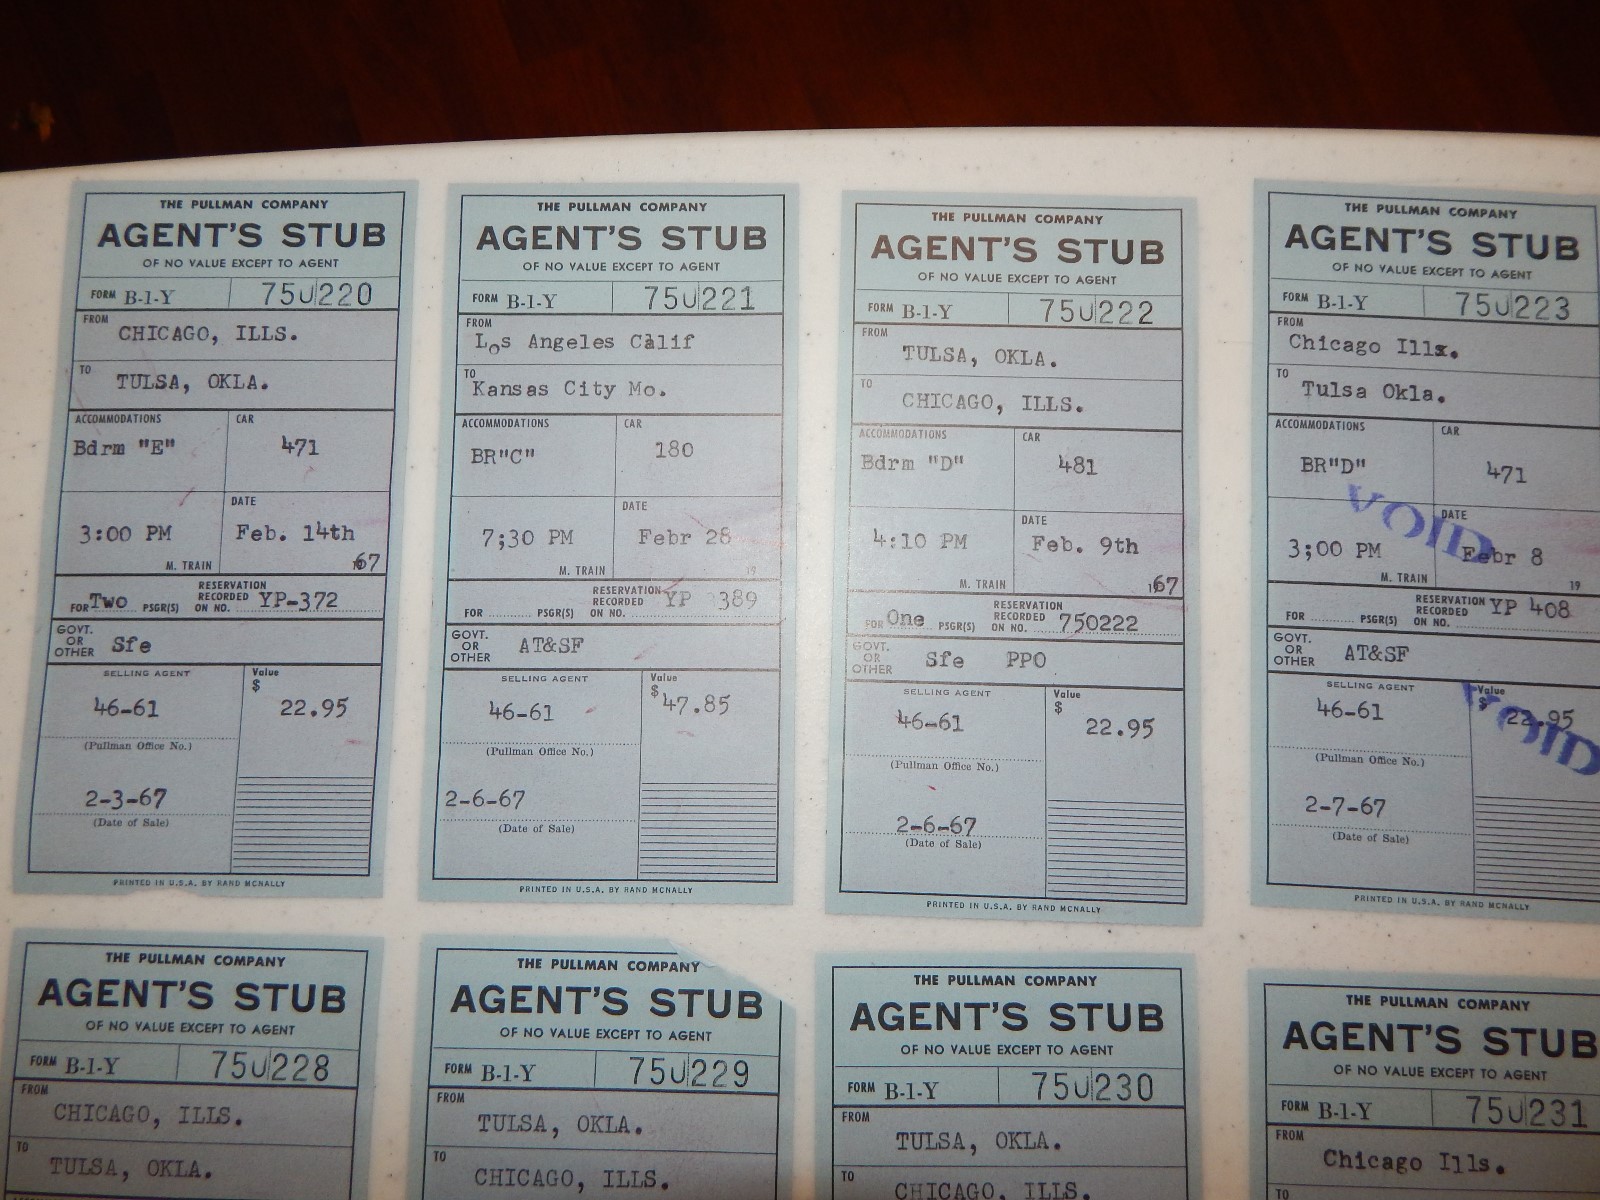 THE PULLMAN COMPANY
AGENT'S STUB
OF NO VALUE EXCEPT TO AGENT
FORM B-1-Y 750220
FROM
CHICAGO, ILLS.
TO
TULSA, OKLA.
ACCOMMODATIONS CAR
Bdrm "E" 471
DATE
3:00 PM Feb. 14th
M. TRAIN 1967
FOR Two PSGR(S) RESERVATION RECORDED ON NO. YP-372
GOVT. OR OTHER Sfe
SELLING AGENT Value
46-61 $ 22.95
(Pullman Office No.)
2-3-67
(Date of Sale)
PRINTED IN U.S.A. BY RAND MCNALLY
THE PULLMAN COMPANY
AGENT'S STUB
OF NO VALUE EXCEPT TO AGENT
FORM B-1-Y 750221
FROM
Los Angeles Calif
TO
Kansas City Mo.
ACCOMMODATIONS CAR
BR"C" 180
DATE
7;30 PM Febr 28
M. TRAIN 19
FOR PSGR(S) RESERVATION RECORDED ON NO. YP 389
GOVT. OR OTHER AT&SF
SELLING AGENT Value
46-61 $ 47.85
(Pullman Office No.)
2-6-67
(Date of Sale)
PRINTED IN U.S.A. BY RAND MCNALLY
THE PULLMAN COMPANY
AGENT'S STUB
OF NO VALUE EXCEPT TO AGENT
FORM B-1-Y 750222
FROM
TULSA, OKLA.
TO
CHICAGO, ILLS.
ACCOMMODATIONS CAR
Bdrm "D" 481
DATE
4:10 PM Feb. 9th
M. TRAIN 1967
FOR One PSGR(S) RESERVATION RECORDED ON NO. 750222
GOVT. OR OTHER Sfe PPO
SELLING AGENT Value
46-61 $ 22.95
(Pullman Office No.)
2-6-67
(Date of Sale)
PRINTED IN U.S.A. BY RAND MCNALLY
THE PULLMAN COMPANY
AGENT'S STUB
OF NO VALUE EXCEPT TO AGENT
FORM B-1-Y 750223
FROM
Chicago Ills.
TO
Tulsa Okla.
ACCOMMODATIONS CAR
BR"D" 471
VOID
DATE
3;00 PM Febr 8
M. TRAIN 19
FOR PSGR(S) RESERVATION RECORDED ON NO. YP 408
GOVT. OR OTHER AT&SF
SELLING AGENT Value
46-61 $ 22.95
VOID
(Pullman Office No.)
2-7-67
(Date of Sale)
PRINTED IN U.S.A. BY RAND MCNALLY
THE PULLMAN COMPANY
AGENT'S STUB
OF NO VALUE EXCEPT TO AGENT
FORM B-1-Y 750228
FROM
CHICAGO, ILLS.
TO
TULSA, OKLA.
THE PULLMAN COMPANY
AGENT'S STUB
OF NO VALUE EXCEPT TO AGENT
FORM B-1-Y 750229
FROM
TULSA, OKLA.
TO
CHICAGO, ILLS.
THE PULLMAN COMPANY
AGENT'S STUB
OF NO VALUE EXCEPT TO AGENT
FORM B-1-Y 750230
FROM
TULSA, OKLA.
TO
CHICAGO, ILLS.
THE PULLMAN COMPANY
AGENT'S STUB
OF NO VALUE EXCEPT TO AGENT
FORM B-1-Y 750231
FROM
Chicago Ills.
TO